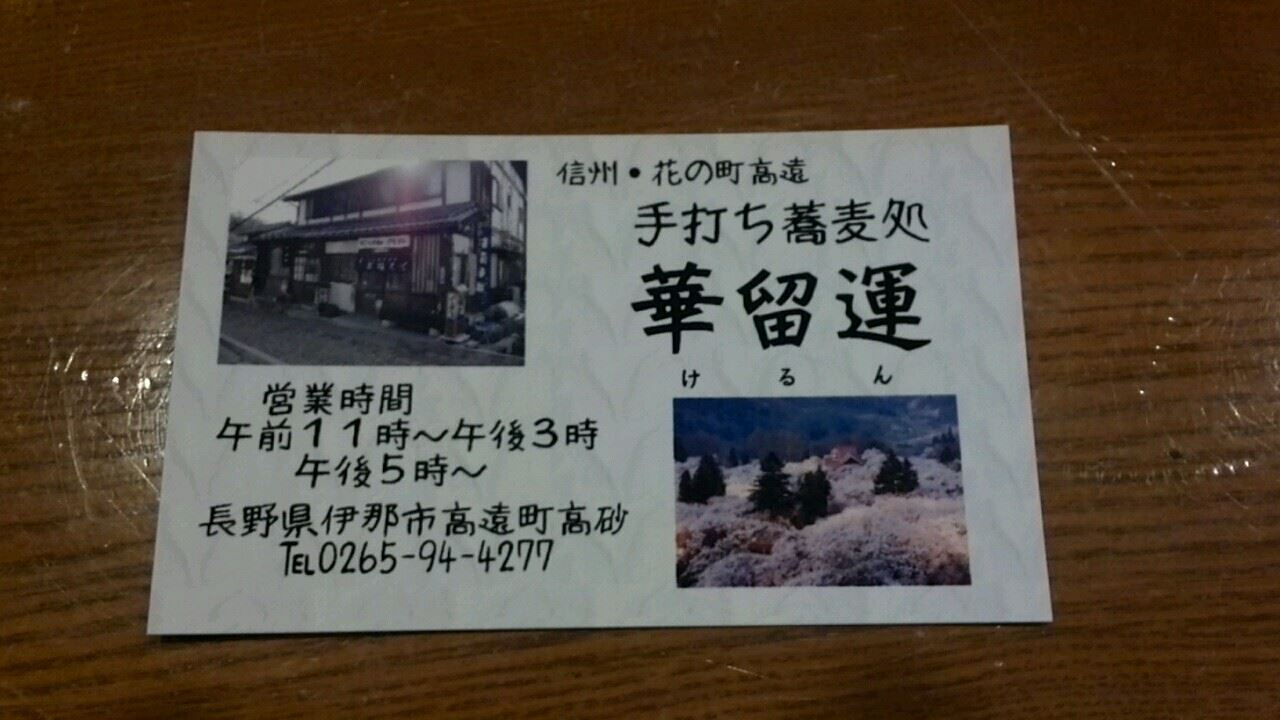 信州・花の町高遠
手打ち蕎麦処
華留運
けるん
営業時間
午前11時～午後3時
午後5時～
長野県伊那市高遠町高砂
TEL0265-94-4277